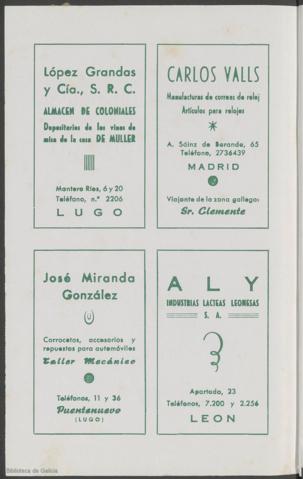 López Grandas
y Cía., S. R. C.
ALMACEN DE COLONIALES
Depositarios de los vinos de
misa de la casa DE MULLER
Montero Ríos, 6 y 20
Teléfono, n.º 2206
LUGO
CARLOS VALLS
Manufacturas de correas de reloj
Artículos para relojes
A. Sáinz de Baranda, 65
Teléfono, 2736439
MADRID
Viajante de la zona gallega:
Sr. Clemente
José Miranda
González
Carrocetas, accesorios y
repuestos para automóviles
Taller Mecánico
Teléfonos, 11 y 36
Puentenuevo
(LUGO)
ALY
INDUSTRIAS LACTEAS LEONESAS
S. A.
Apartado, 23
Teléfonos, 7.200 y 2.256
LEON
Biblioteca de Galicia